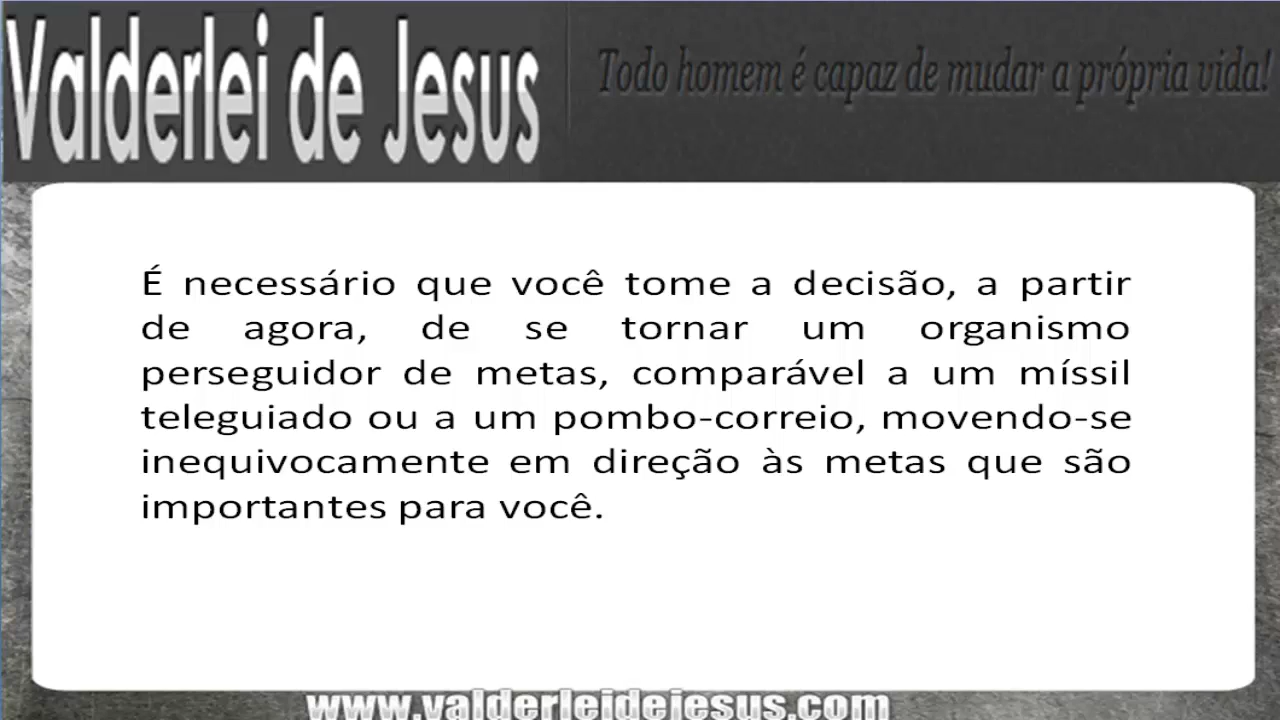 Valderlei de Jesus
Todo homem é capaz de mudar a própria vida!
É necessário que você tome a decisão, a partir
de agora, de se tornar um organismo
perseguidor de metas, comparável a um míssil
teleguiado ou a um pombo-correio, movendo-se
inequivocamente em direção às metas que são
importantes para você.
www.valderleidejesus.com